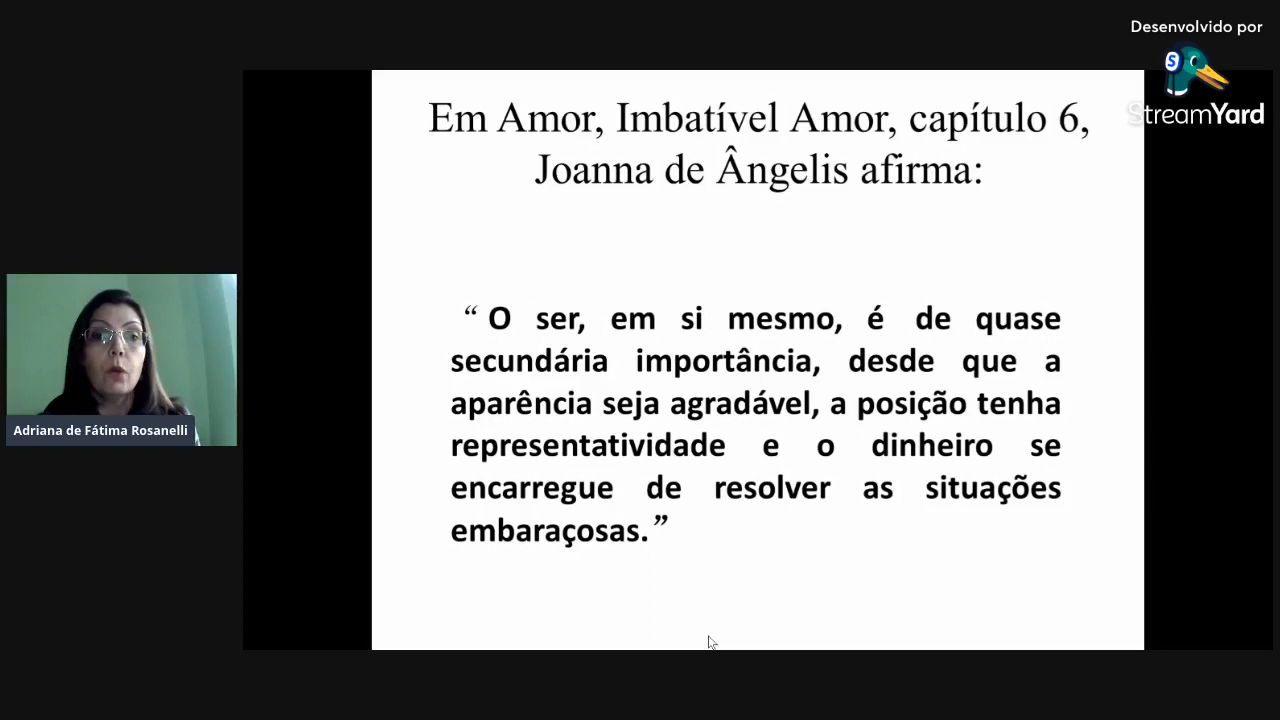 Desenvolvido por
StreamYard
Em Amor, Imbatível Amor, capítulo 6,
Joanna de Ângelis afirma:
“ O ser, em si mesmo, é de quase
secundária importância, desde que a
aparência seja agradável, a posição tenha
representatividade e o dinheiro se
encarregue de resolver as situações
embaraçosas.”
Adriana de Fátima Rosanelli